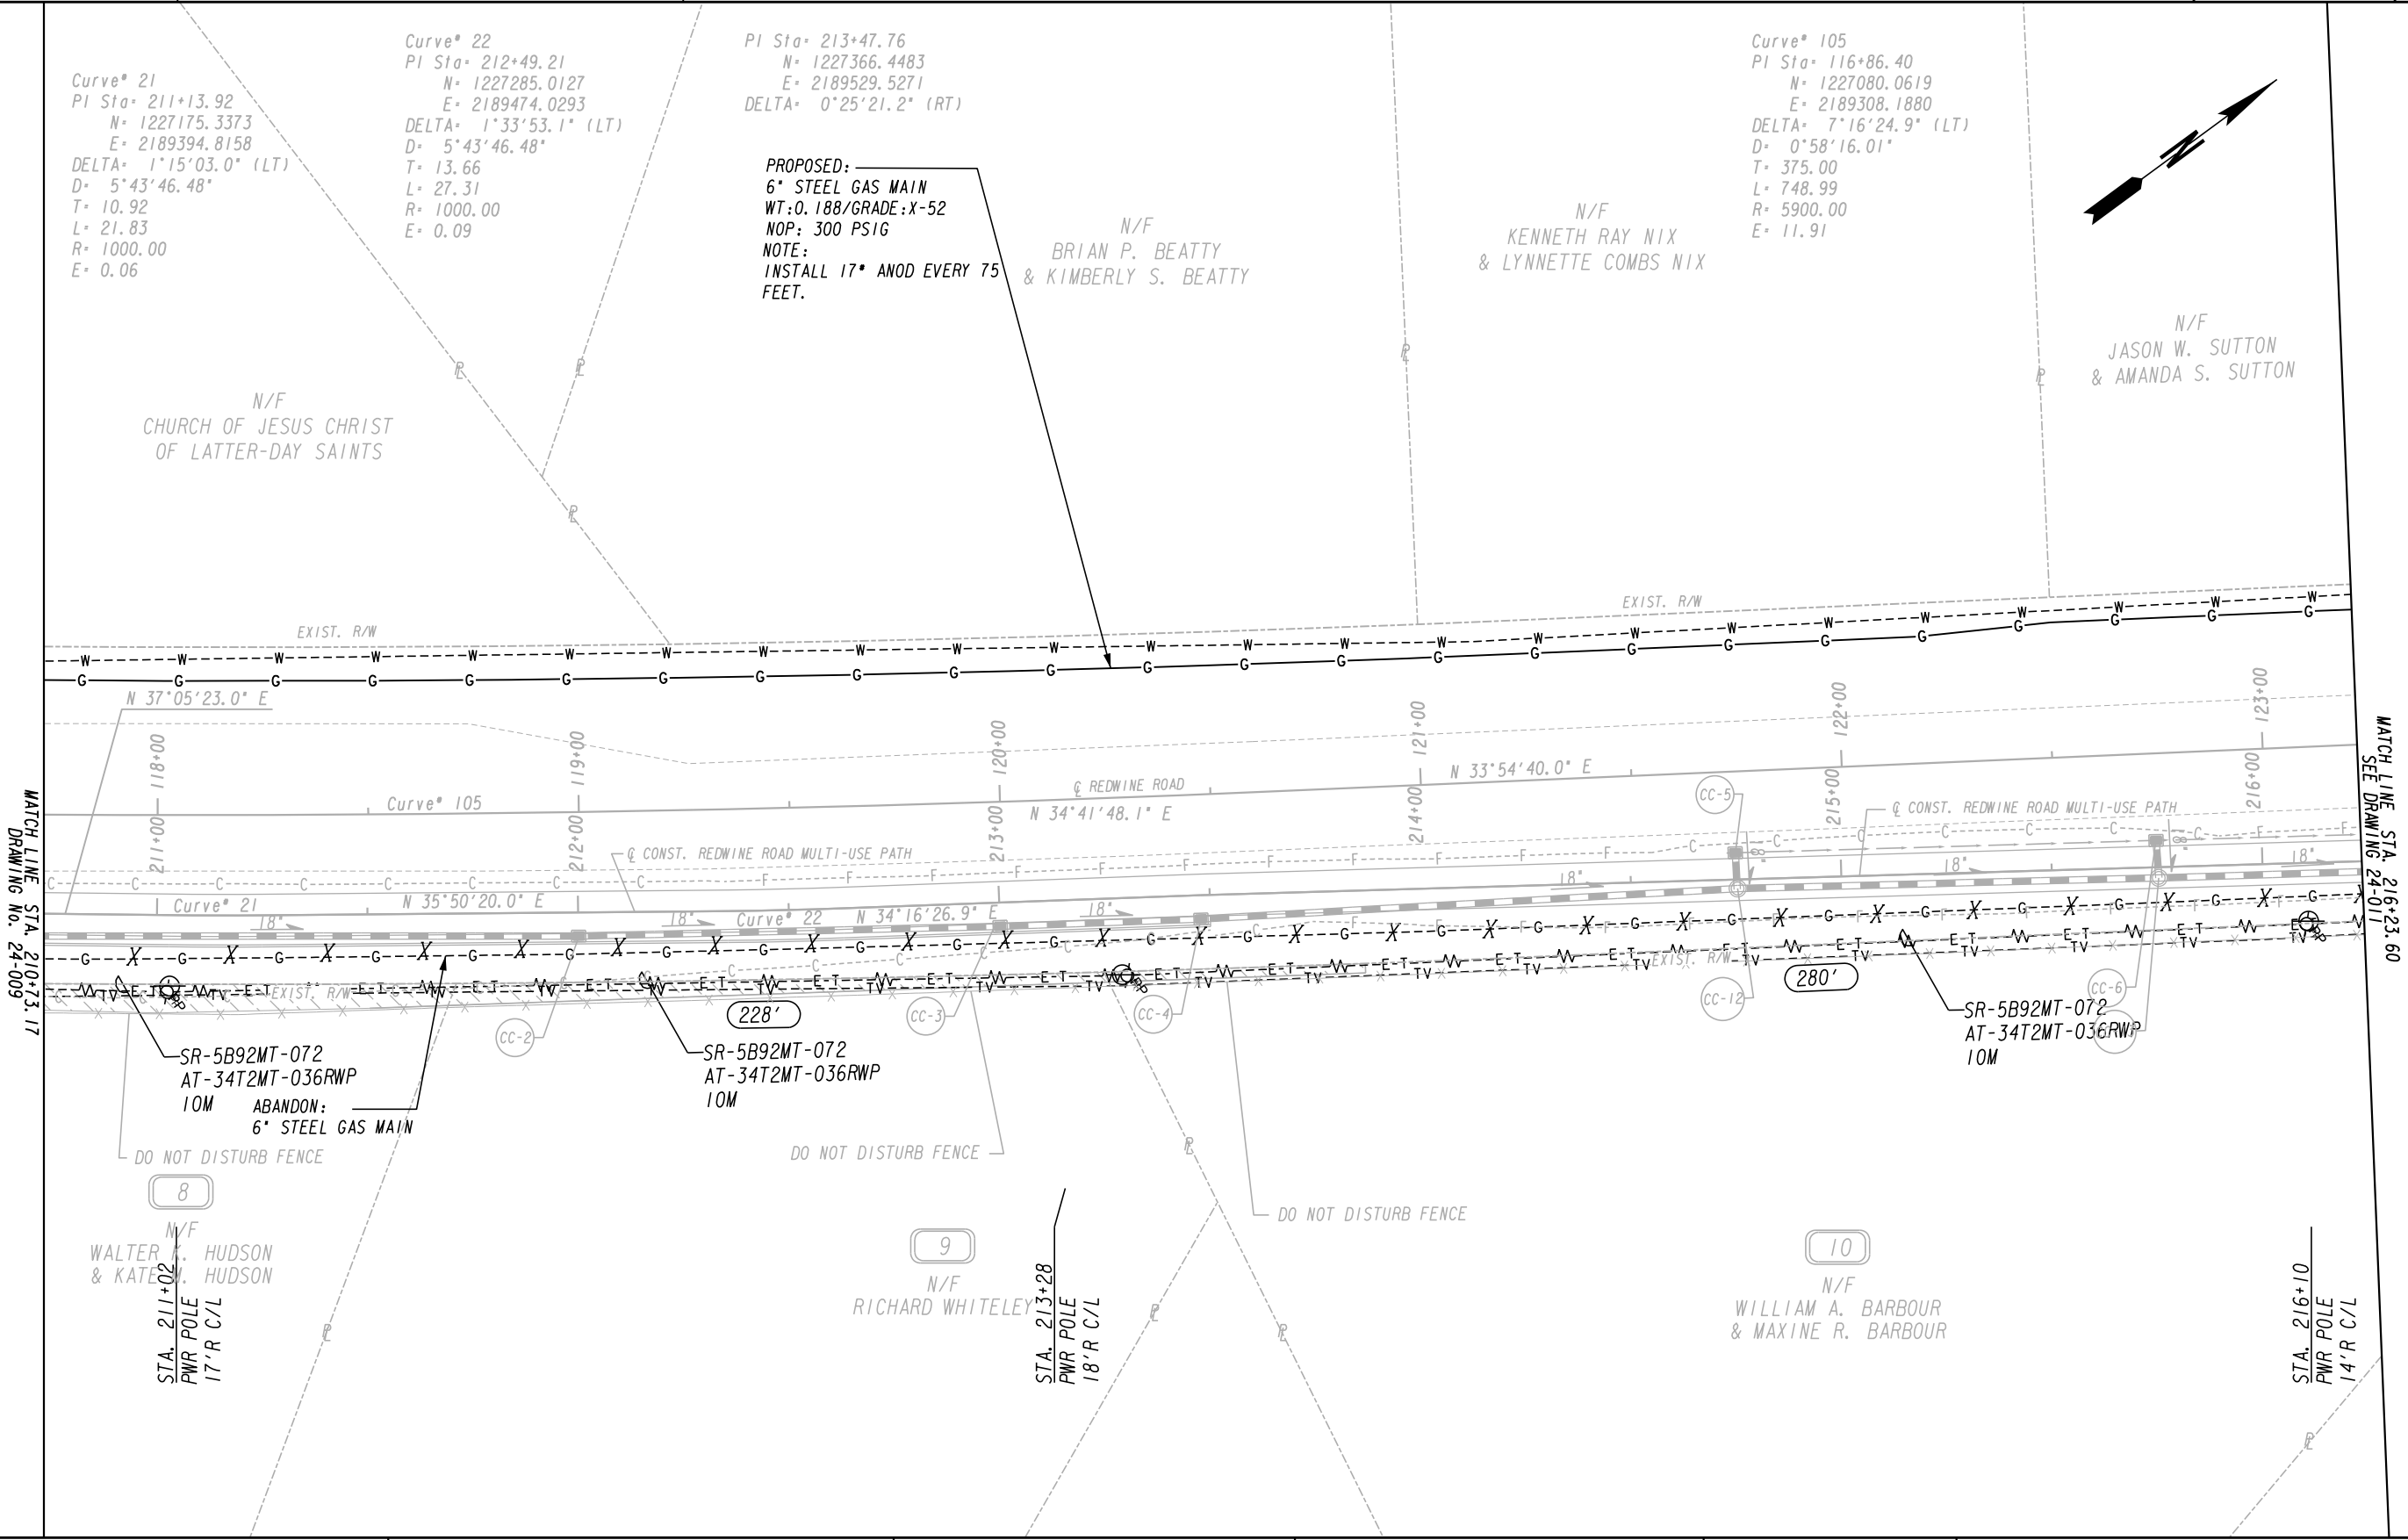 Curve# 21
PI Sta= 211+13.92
N= 1227175.3373
E= 2189394.8158
DELTA= 1°15'03.0" (LT)
D= 5°43'46.48"
T= 10.92
L= 21.83
R= 1000.00
E= 0.06
Curve# 22
PI Sta= 212+49.21
N= 1227285.0127
E= 2189474.0293
DELTA= 1°33'53.1" (LT)
D= 5°43'46.48"
T= 13.66
L= 27.31
R= 1000.00
E= 0.09
PI Sta= 213+47.76
N= 1227366.4483
E= 2189529.5271
DELTA= 0°25'21.2" (RT)
PROPOSED:
6" STEEL GAS MAIN
WT:0.188/GRADE:X-52
NOP: 300 PSIG
NOTE:
INSTALL 17# ANOD EVERY 75
FEET.
Curve# 105
PI Sta= 116+86.40
N= 1227080.0619
E= 2189308.1880
DELTA= 7°16'24.9" (LT)
D= 0°58'16.01"
T= 375.00
L= 748.99
R= 5900.00
E= 11.91
N
N/F
BRIAN P. BEATTY
& KIMBERLY S. BEATTY
N/F
KENNETH RAY NIX
& LYNNETTE COMBS NIX
N/F
JASON W. SUTTON
& AMANDA S. SUTTON
N/F
CHURCH OF JESUS CHRIST
OF LATTER-DAY SAINTS
EXIST. R/W
EXIST. R/W
N 37°05'23.0" E
118+00
119+00
120+00
121+00
122+00
123+00
Curve# 105
℄ REDWINE ROAD
N 33°54'40.0" E
N 34°41'48.1" E
211+00
212+00
213+00
214+00
215+00
216+00
CC-5
℄ CONST. REDWINE ROAD MULTI-USE PATH
℄ CONST. REDWINE ROAD MULTI-USE PATH
Curve# 21
N 35°50'20.0" E
Curve# 22
N 34°16'26.9" E
18"
18"
18"
18"
18"
18"
18"
18"
EXIST. R/W
EXIST. R/W
228'
280'
CC-2
CC-3
CC-4
CC-12
CC-6
SR-5B92MT-072
AT-34T2MT-036RWP
10M
SR-5B92MT-072
AT-34T2MT-036RWP
10M
SR-5B92MT-072
AT-34T2MT-036RWP
10M
ABANDON:
6" STEEL GAS MAIN
DO NOT DISTURB FENCE
DO NOT DISTURB FENCE
DO NOT DISTURB FENCE
8
N/F
WALTER K. HUDSON
& KATE M. HUDSON
9
N/F
RICHARD WHITELEY
10
N/F
WILLIAM A. BARBOUR
& MAXINE R. BARBOUR
STA. 211+02
PWR POLE
17'R C/L
STA. 213+28
PWR POLE
18'R C/L
STA. 216+10
PWR POLE
14'R C/L
MATCH LINE STA. 210+23.17
DRAWING No. 24-009
MATCH LINE STA. 216+23.60
SEE DRAWING 24-011